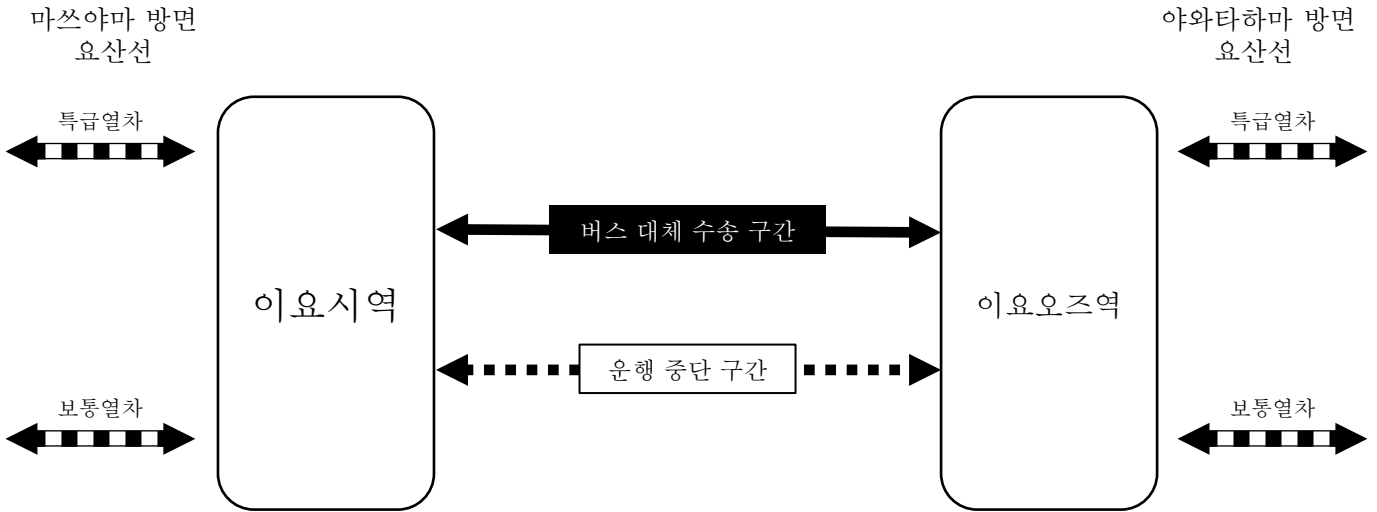 마쓰야마 방면
요산선
야와타하마 방면
요산선
특급열차
특급열차
버스 대체 수송 구간
이요시역
이요오즈역
운행 중단 구간
보통열차
보통열차